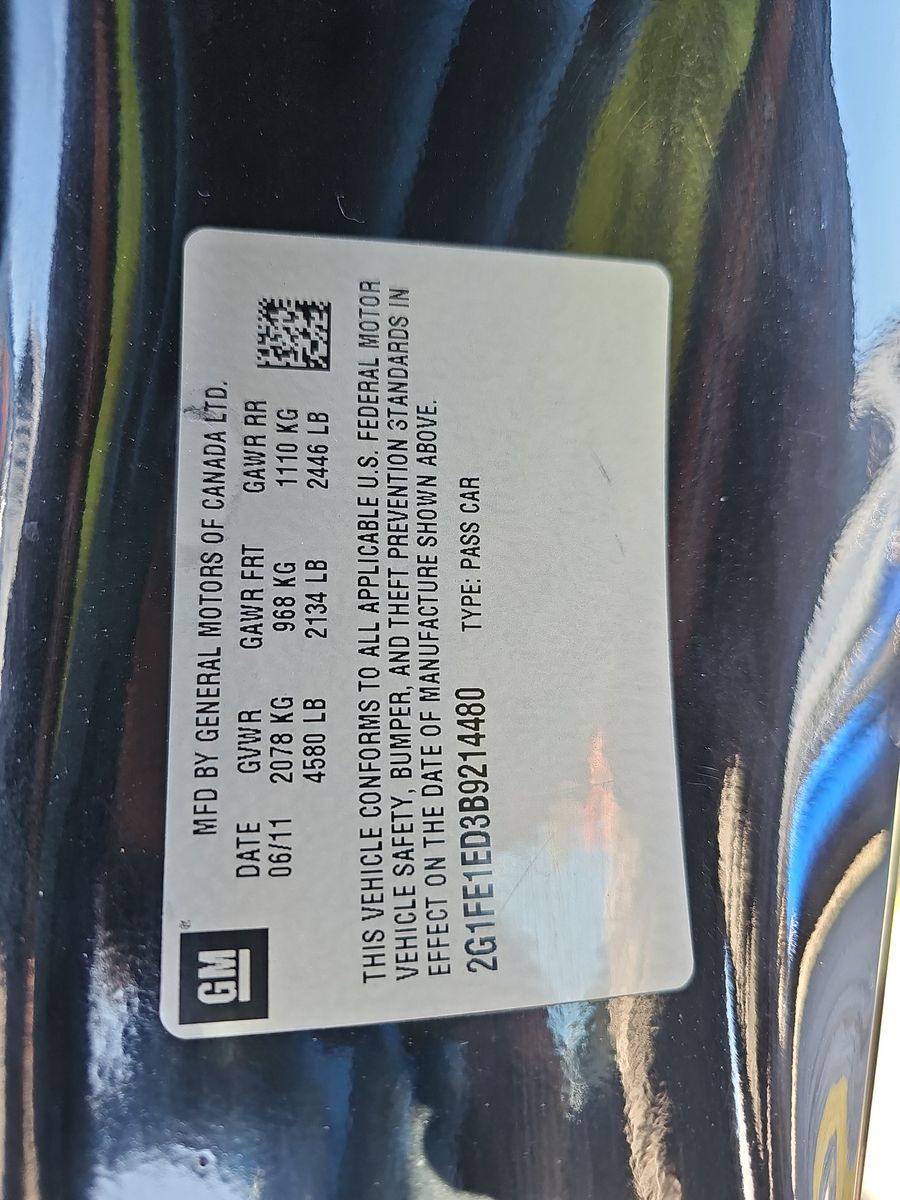 GM
MFD BY GENERAL MOTORS OF CANADA LTD.
DATE GVWR GAWR FRT GAWR RR
06/11 2078 KG 968 KG 1110 KG
4580 LB 2134 LB 2446 LB
THIS VEHICLE CONFORMS TO ALL APPLICABLE U.S. FEDERAL MOTOR
VEHICLE SAFETY, BUMPER, AND THEFT PREVENTION STANDARDS IN
EFFECT ON THE DATE OF MANUFACTURE SHOWN ABOVE.
2G1FE1ED3B9214480 TYPE: PASS CAR